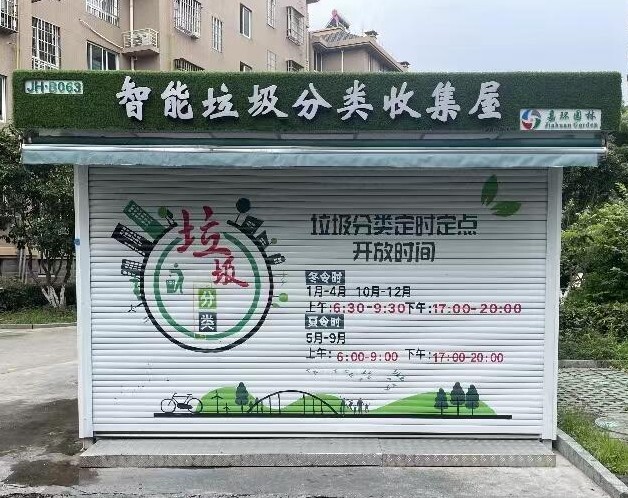 JH·B063
智能垃圾分类收集屋
嘉环园林
Jiahuan Garden
垃圾
分类
垃圾分类定时定点
开放时间
冬令时
1月-4月 10月-12月
上午:6:30-9:30下午:17:00-20:00
夏令时
5月-9月
上午: 6:00-9:00 下午:17:00-20:00